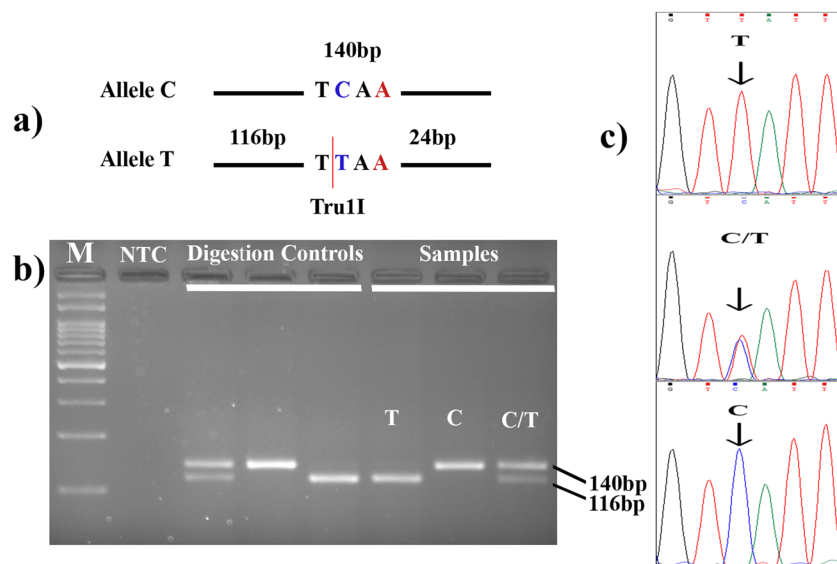 a)
140bp
Allele C
T C A A
116bp
24bp
Allele T
T T A A
Tru1I
b)
M
NTC
Digestion Controls
Samples
T
C
C/T
140bp
116bp
c)
G T T A T T
T
G T C A T T
C/T
G T C A T T
C